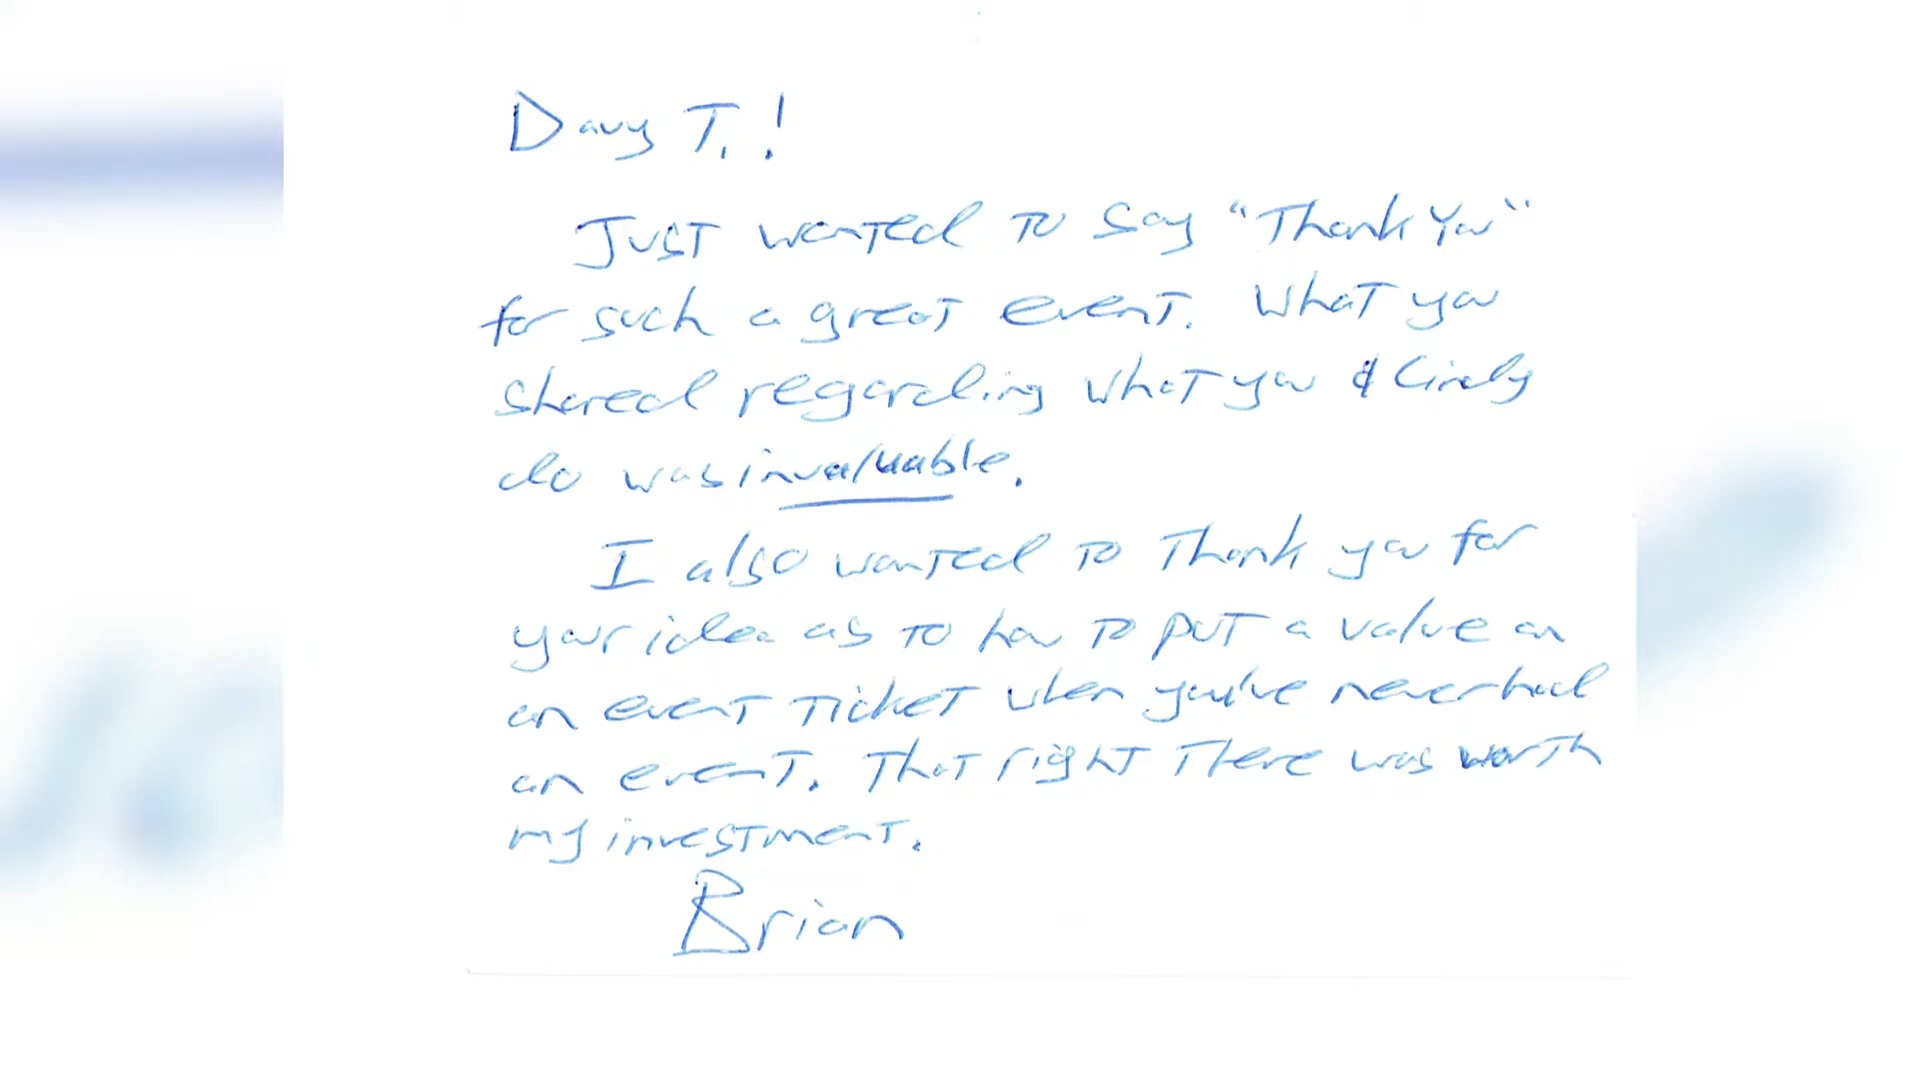 Davy T.!
Just wanted to say "Thank You"
for such a great event. What you
shared regarding what you & Cindy
do was invaluable.
I also wanted to thank you for
your idea as to how to put a value on
an event ticket when you've never had
an event. That right there was worth
my investment.
Brian